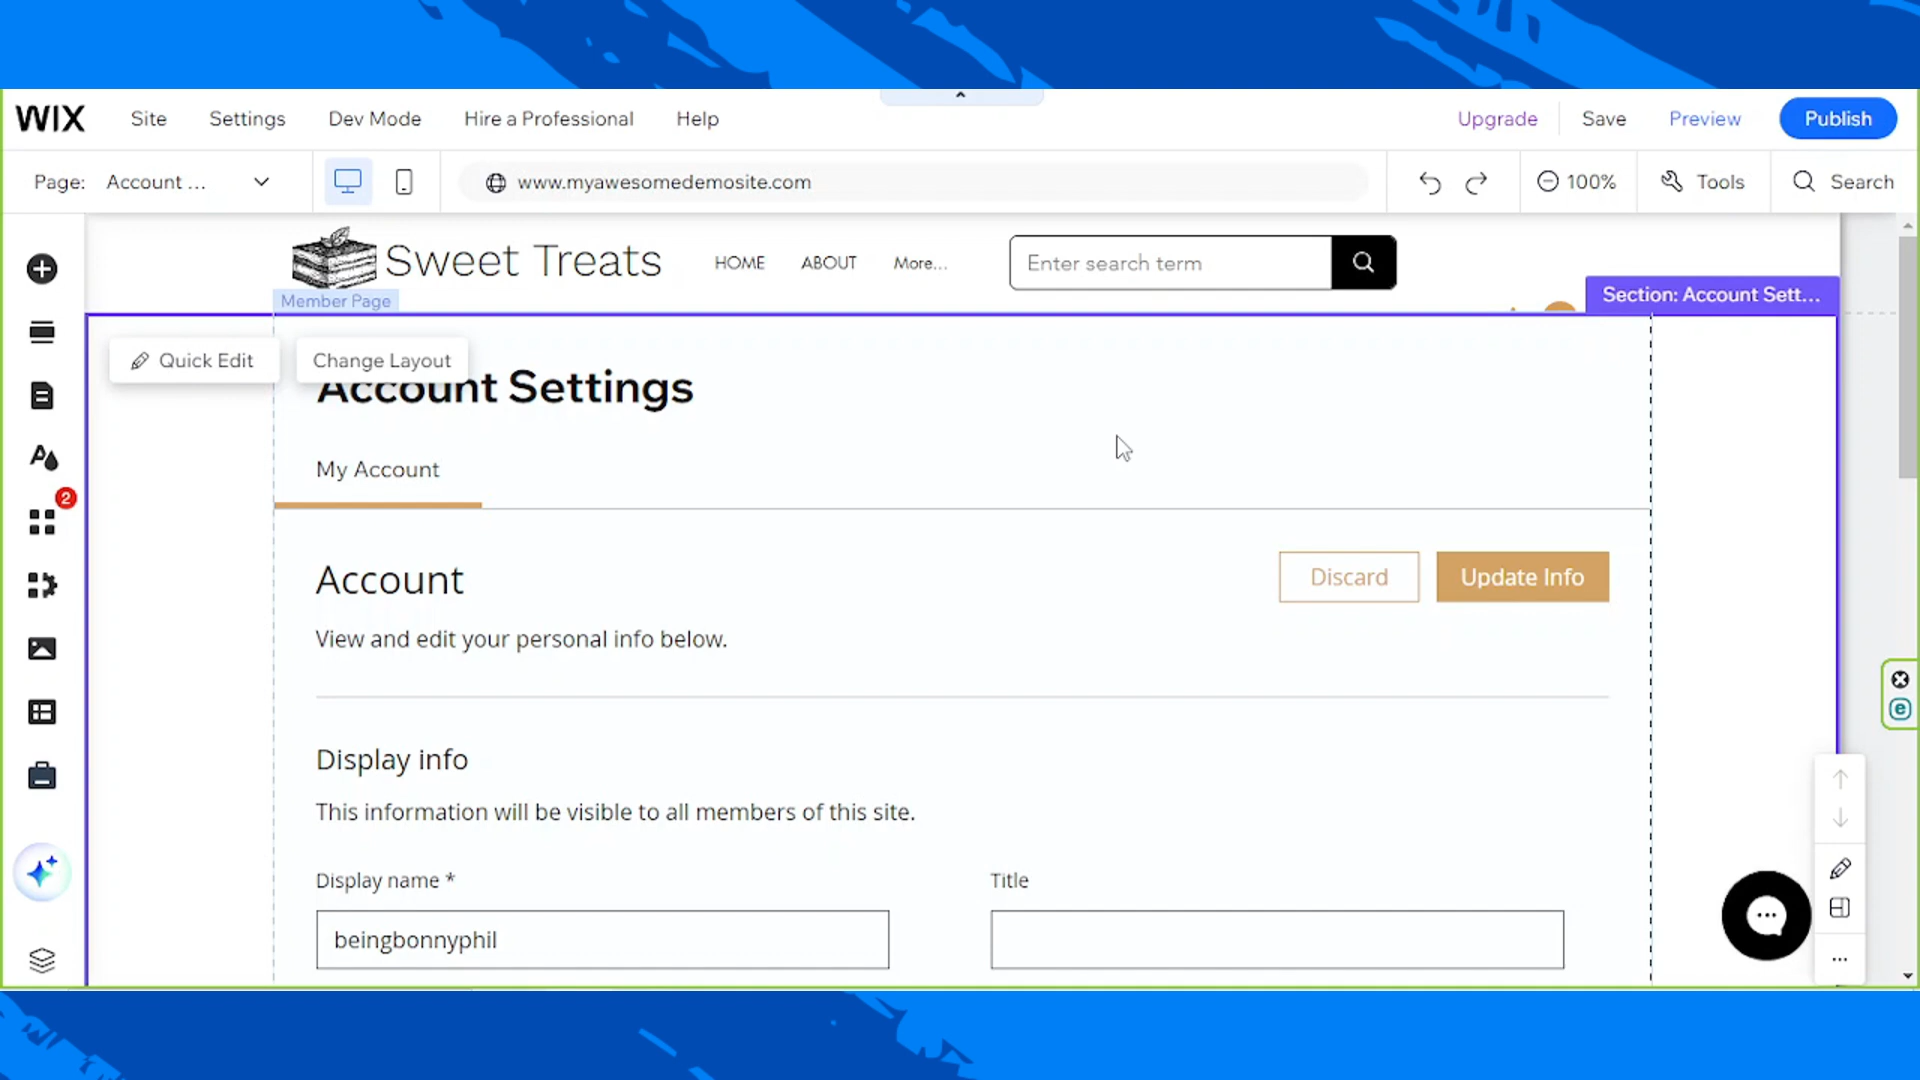 WIX Site Settings Dev Mode Hire a Professional Help Upgrade Save Preview Publish
Page: Account ... www.myawesomedemosite.com 100% Tools Search
Sweet Treats HOME ABOUT More... Enter search term
Member Page
Section: Account Sett...
Quick Edit Change Layout
Account Settings
My Account
2
Account Discard Update Info
View and edit your personal info below.
Display info
This information will be visible to all members of this site.
Display name * Title
beingbonnyphil